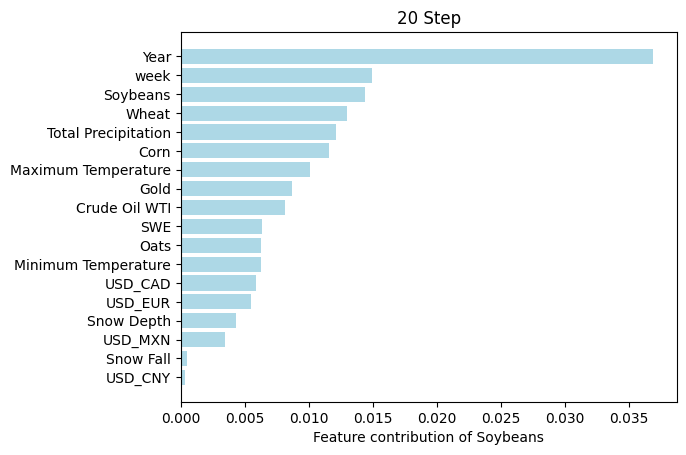 20 Step
Year
week
Soybeans
Wheat
Total Precipitation
Corn
Maximum Temperature
Gold
Crude Oil WTI
SWE
Oats
Minimum Temperature
USD_CAD
USD_EUR
Snow Depth
USD_MXN
Snow Fall
USD_CNY
0.000 0.005 0.010 0.015 0.020 0.025 0.030 0.035
Feature contribution of Soybeans